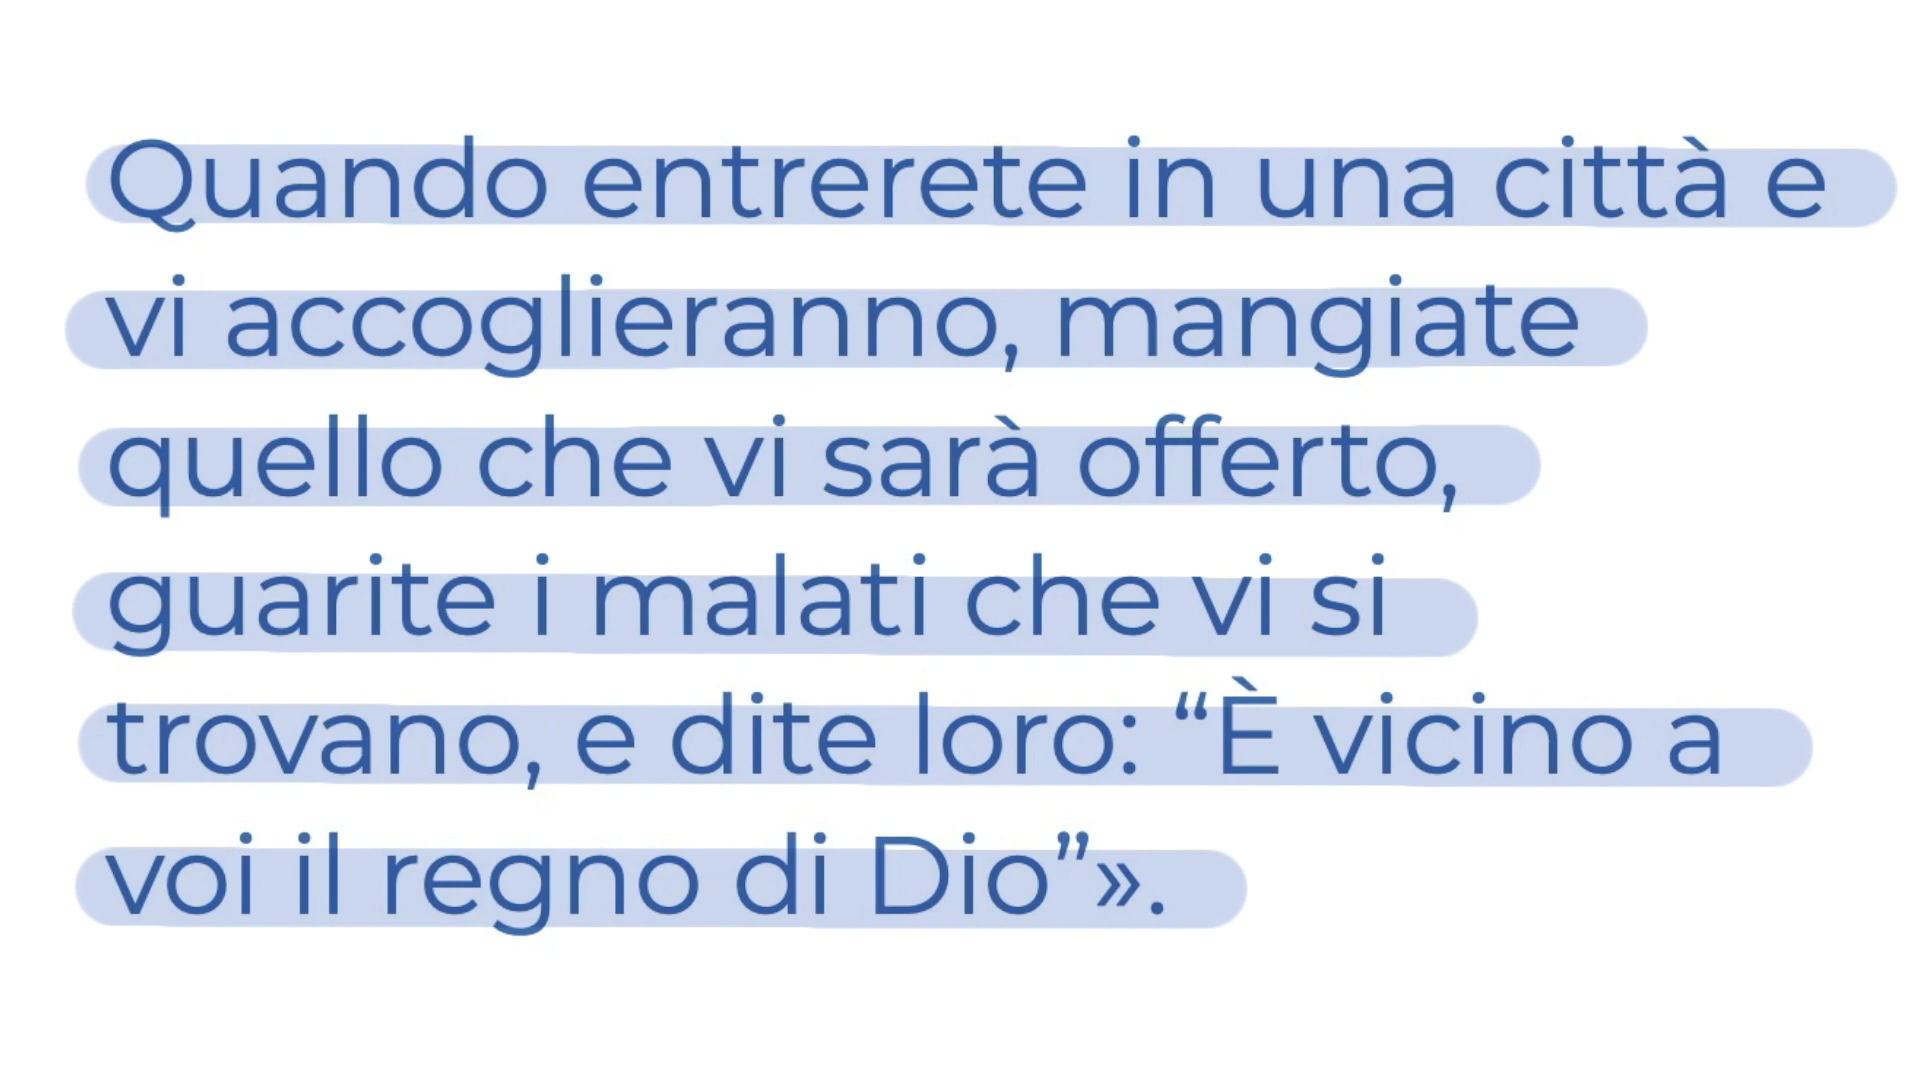 Quando entrerete in una città e
vi accoglieranno, mangiate
quello che vi sarà offerto,
guarite i malati che vi si
trovano, e dite loro: “È vicino a
voi il regno di Dio”».